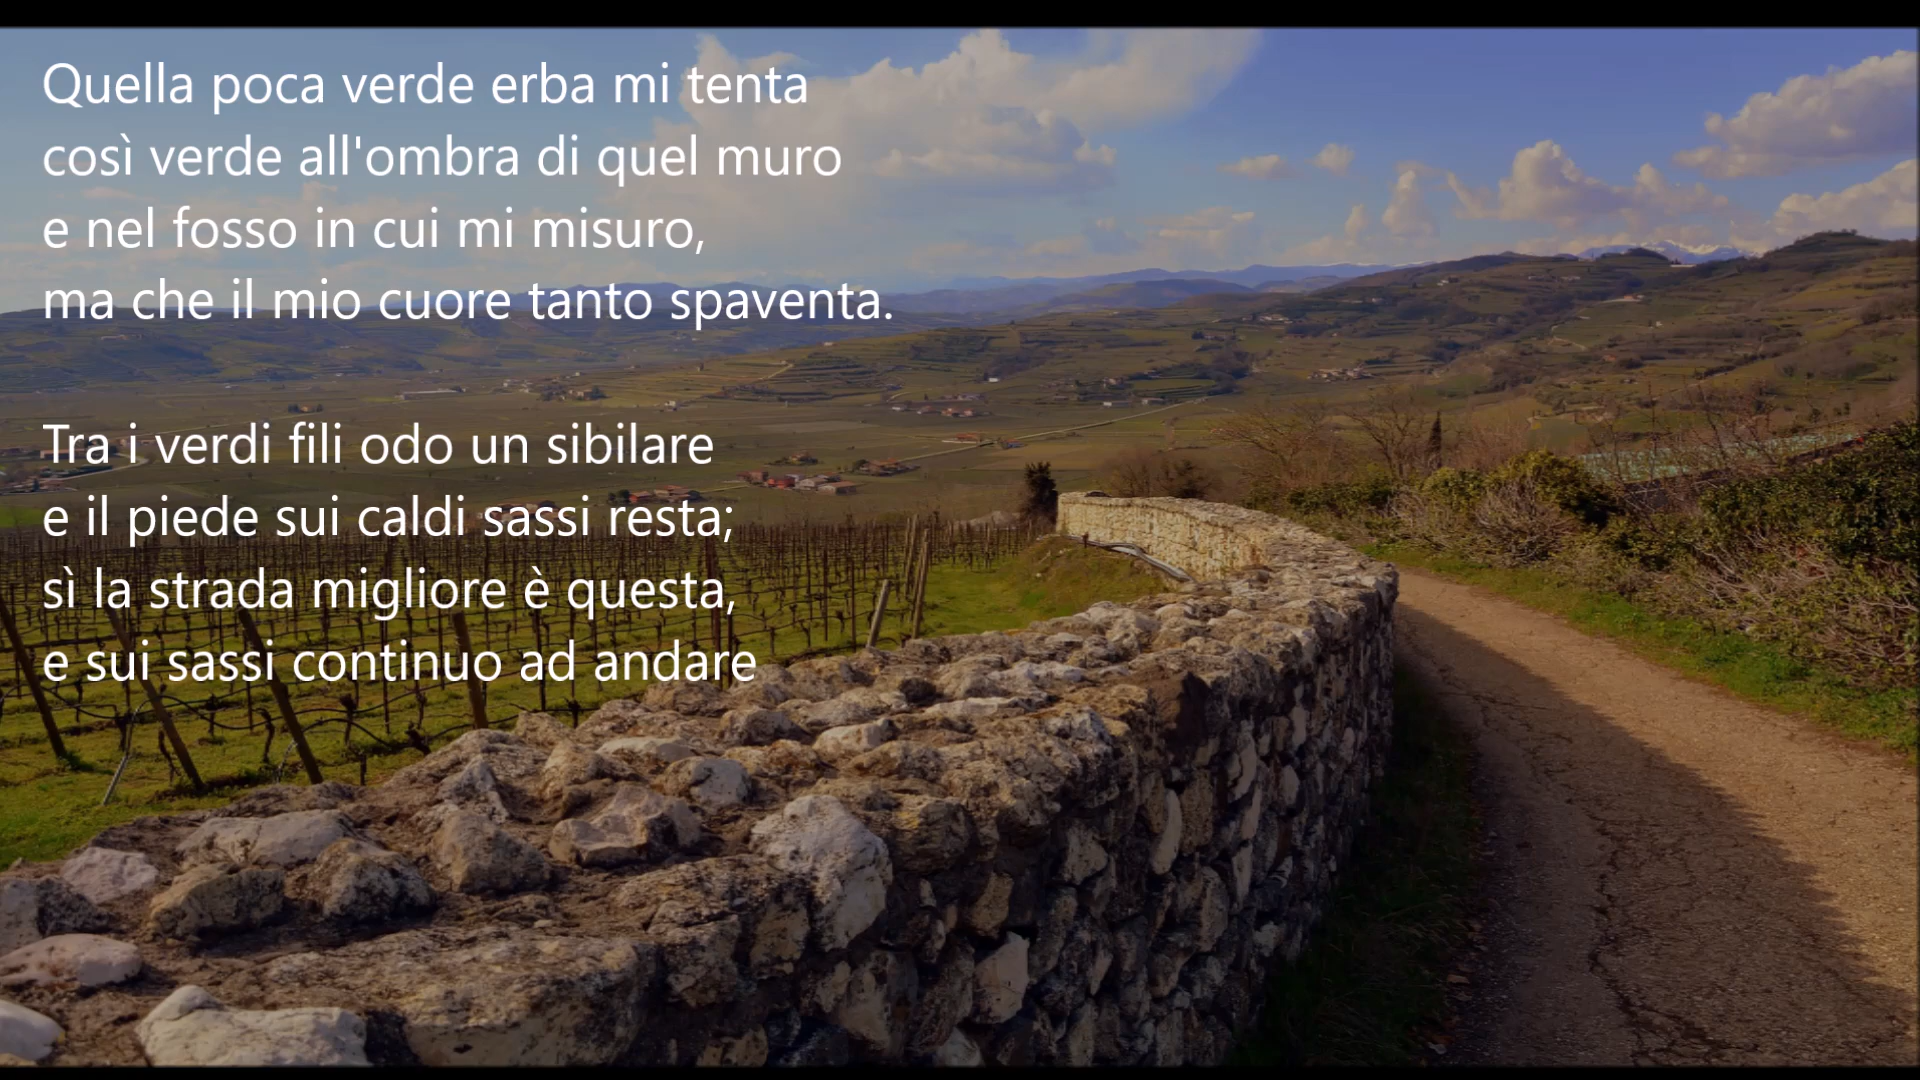 Quella poca verde erba mi tenta
così verde all'ombra di quel muro
e nel fosso in cui mi misuro,
ma che il mio cuore tanto spaventa.
Tra i verdi fili odo un sibilare
e il piede sui caldi sassi resta;
sì la strada migliore è questa,
e sui sassi continuo ad andare